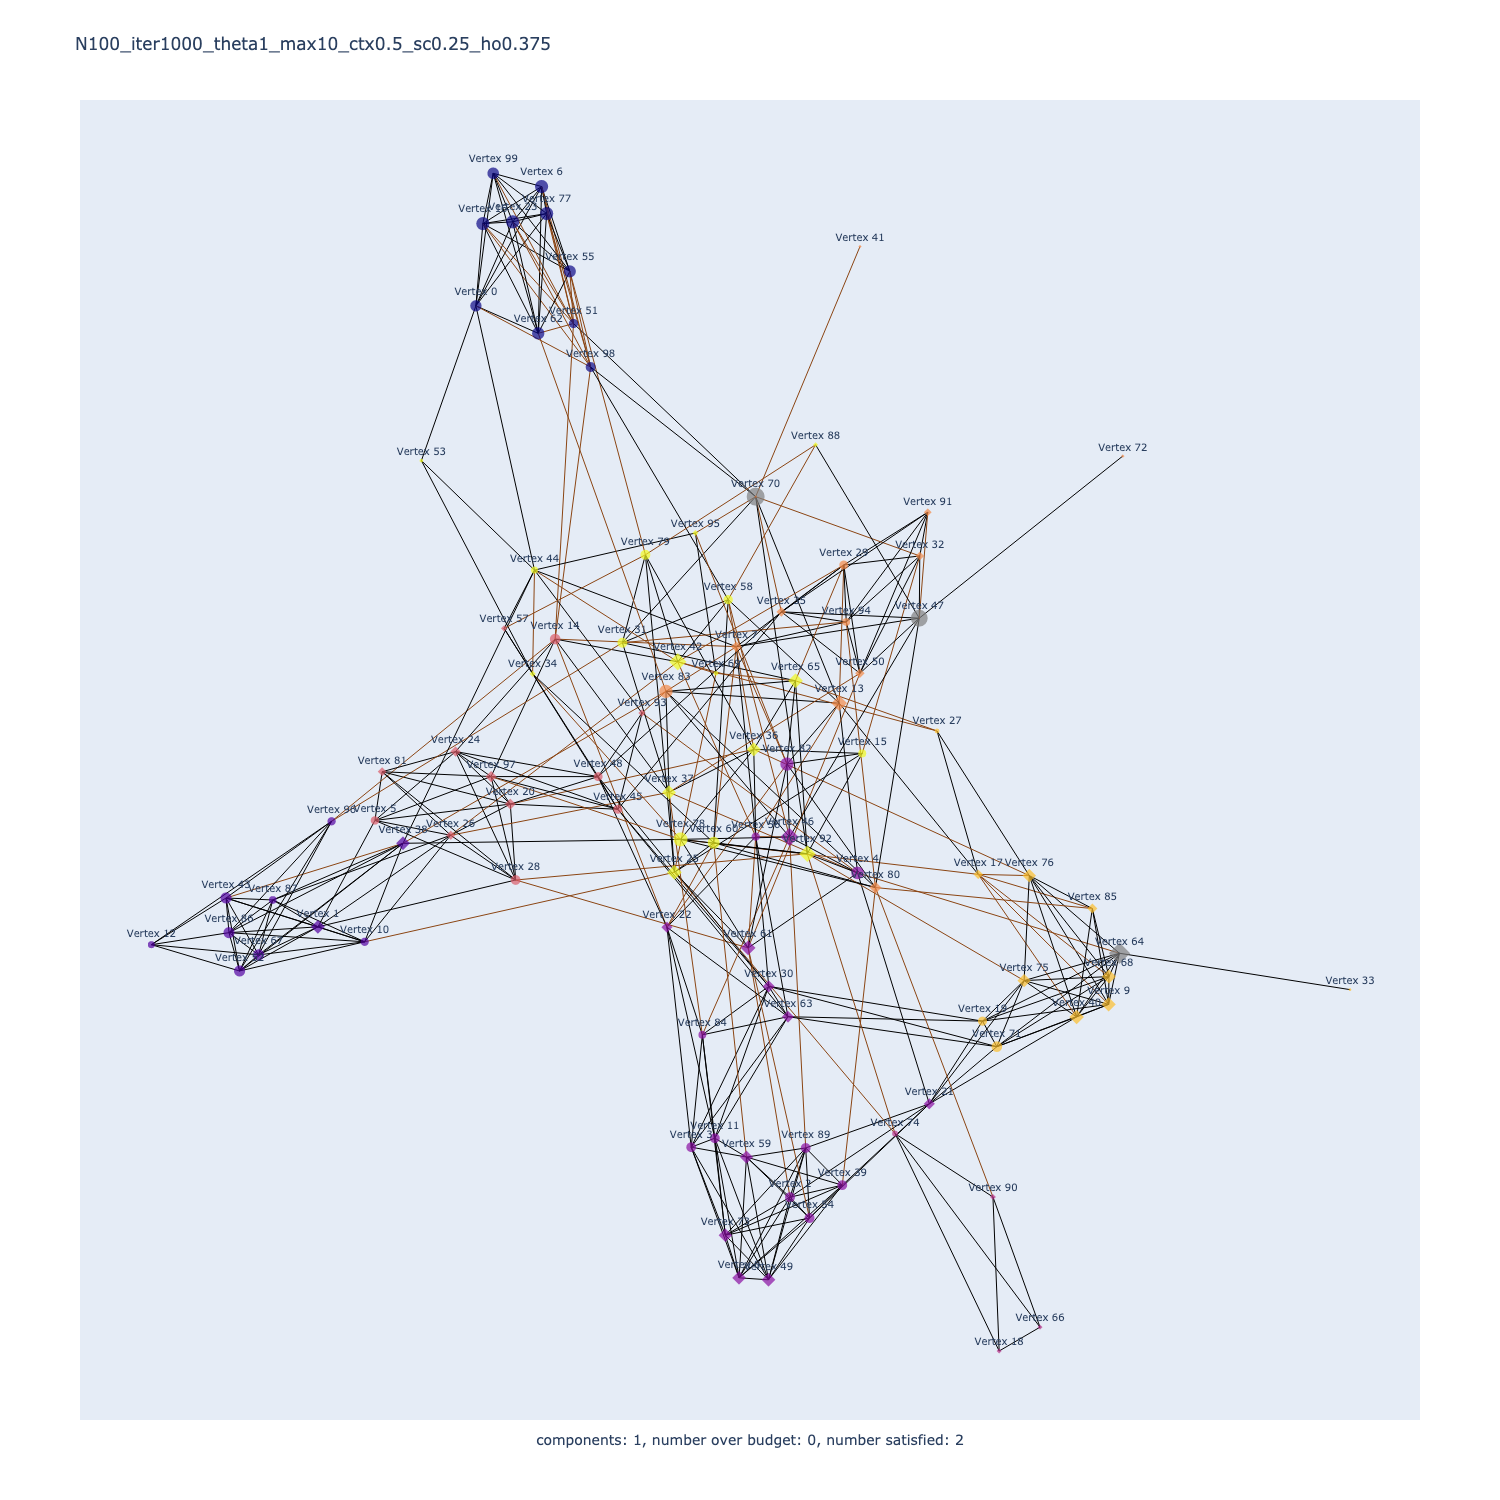 N100_iter1000_theta1_max10_ctx0.5_sc0.25_ho0.375
Vertex 99
Vertex 6
Vertex 77
Vertex 23
Vertex
Vertex 41
Vertex 55
Vertex 0
Vertex 51
Vertex 62
Vertex 98
Vertex 88
Vertex 53
Vertex 72
Vertex 70
Vertex 91
Vertex 95
Vertex 79
Vertex 32
Vertex 44
Vertex 29
Vertex 58
Vertex 35
Vertex 94
Vertex 47
Vertex 57
Vertex 14
Vertex 31
Vertex 7
Vertex 42
Vertex 34
Vertex 50
Vertex 65
Vertex 83
Vertex 13
Vertex 93
Vertex 27
Vertex 24
Vertex 36
Vertex 82
Vertex 15
Vertex 81
Vertex 97
Vertex 48
Vertex 37
Vertex 20
Vertex 45
Vertex 96
Vertex 5
Vertex 26
Vertex 38
Vertex 78
Vertex 60
Vertex 46
Vertex 92
Vertex 25
Vertex 4
Vertex 80
Vertex 28
Vertex 17
Vertex 76
Vertex 43
Vertex 8
Vertex 85
Vertex 86
Vertex 1
Vertex 22
Vertex 12
Vertex 67
Vertex 10
Vertex 61
Vertex 64
Vertex 68
Vertex 75
Vertex 30
Vertex 33
Vertex 9
Vertex 40
Vertex 63
Vertex 19
Vertex 84
Vertex 71
Vertex 21
Vertex 74
Vertex 11
Vertex 3
Vertex 59
Vertex 89
Vertex 39
Vertex 2
Vertex 54
Vertex 90
Vertex 73
Vertex
Vertex 49
Vertex 66
Vertex 18
components: 1, number over budget: 0, number satisfied: 2